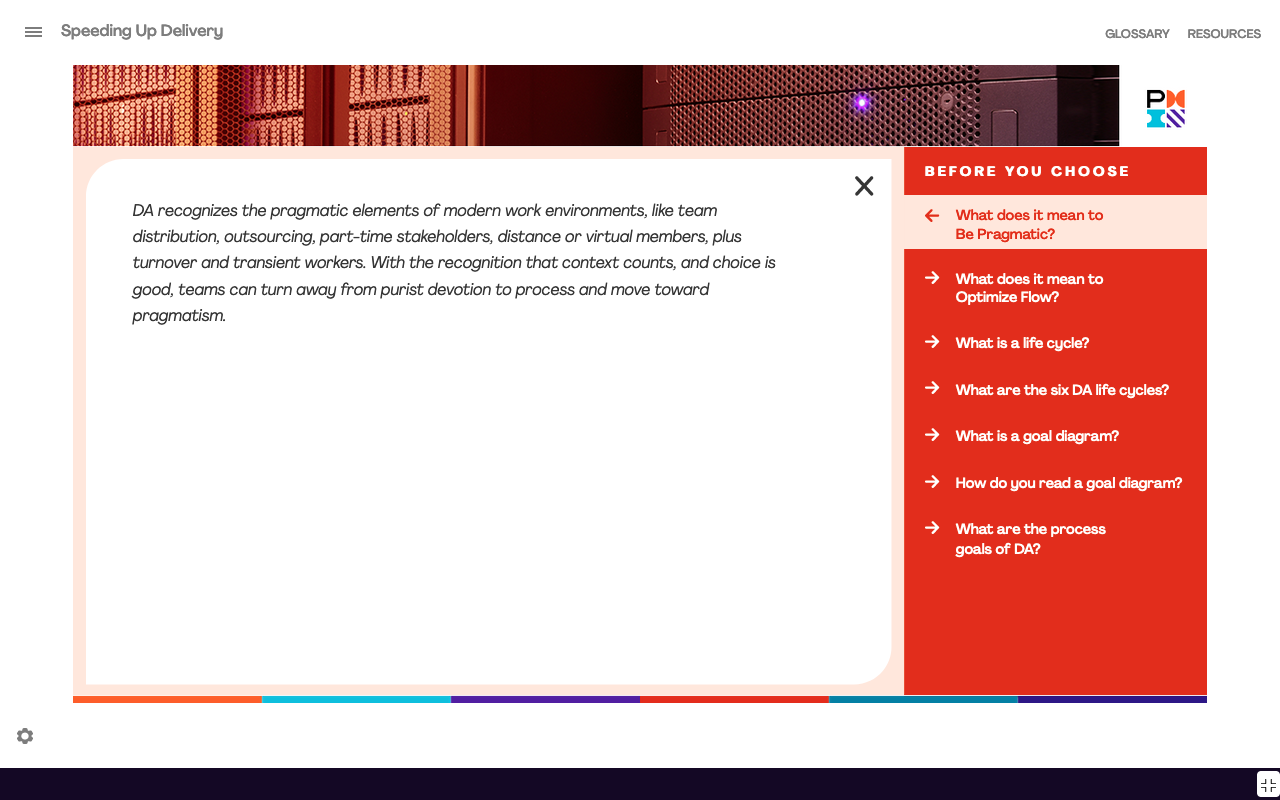 Speeding Up Delivery
GLOSSARY RESOURCES
PM
BEFORE YOU CHOOSE
DA recognizes the pragmatic elements of modern work environments, like team
distribution, outsourcing, part-time stakeholders, distance or virtual members, plus
turnover and transient workers. With the recognition that context counts, and choice is
good, teams can turn away from purist devotion to process and move toward
pragmatism.
What does it mean to
Be Pragmatic?
What does it mean to
Optimize Flow?
What is a life cycle?
What are the six DA life cycles?
What is a goal diagram?
How do you read a goal diagram?
What are the process
goals of DA?